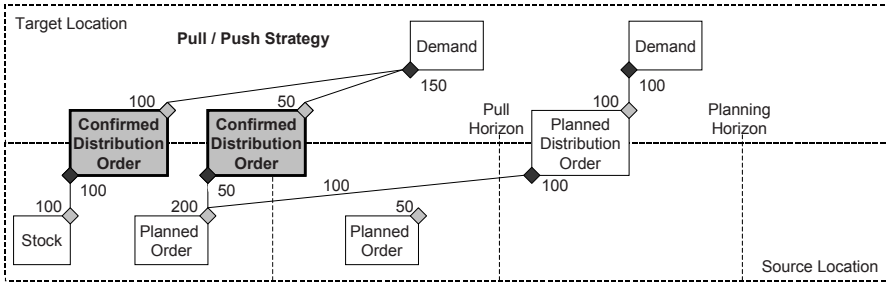 Target Location
Pull / Push Strategy
Demand
Demand
150
100
100
50
100
Confirmed
Distribution
Order
Confirmed
Distribution
Order
Pull
Horizon
Planned
Distribution
Order
Planning
Horizon
100
50
100
100
100
200
50
Stock
Planned
Order
Planned
Order
Source Location